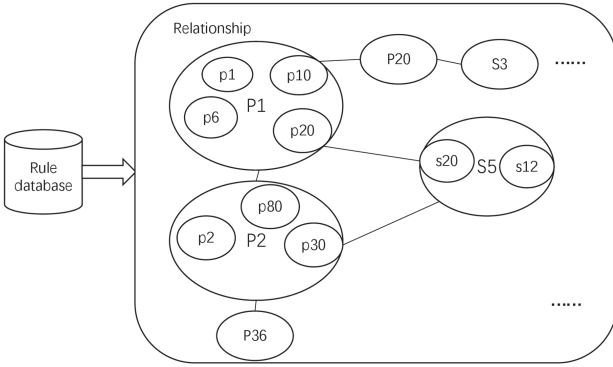 Relationship
p1
p10
P20
S3
......
p6
P1
p20
Rule
database
s20
S5
s12
p80
p2
P2
p30
......
P36